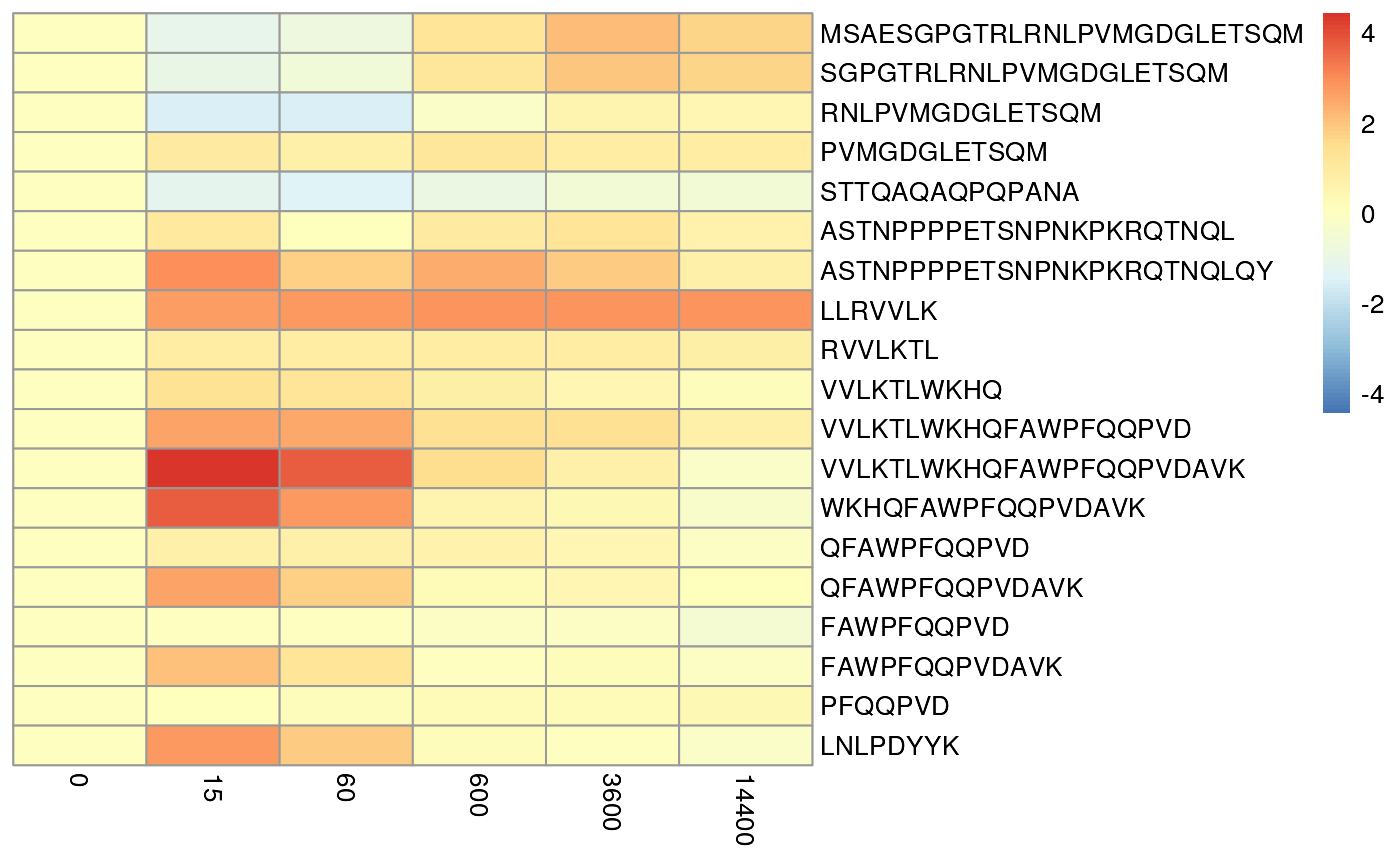 MSAESGPGTRLRNLPVMGDGLETSQM
SGPGTRLRNLPVMGDGLETSQM
RNLPVMGDGLETSQM
PVMGDGLETSQM
STTQAQAQPQPANA
ASTNPPPPETSNPNKPKRQTNQL
ASTNPPPPETSNPNKPKRQTNQLQY
LLRVVLK
RVVLKTL
VVLKTLWKHQ
VVLKTLWKHQFAWPFQQPVD
VVLKTLWKHQFAWPFQQPVDAVK
WKHQFAWPFQQPVDAVK
QFAWPFQQPVD
QFAWPFQQPVDAVK
FAWPFQQPVD
FAWPFQQPVDAVK
PFQQPVD
LNLPDYYK
0 15 60 600 3600 14400
4
2
0
-2
-4